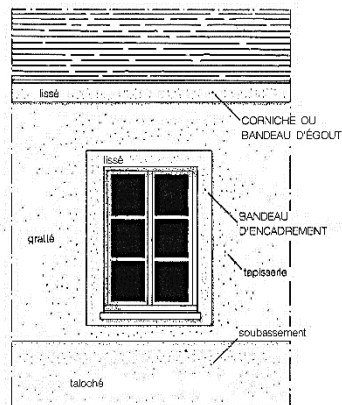 lissé
CORNICHE OU
BANDEAU D'ÉGOUT
lissé
BANDEAU
D'ENCADREMENT
gratté
tapisserie
soubassement
taloché